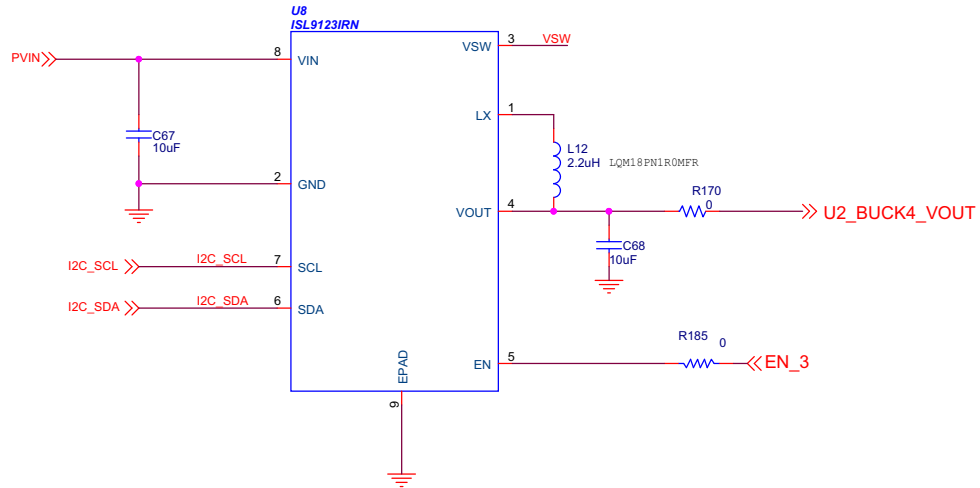 U8
ISL9123IRN
PVIN
8
VIN
VSW
3
VSW
LX
1
C67
10uF
L12
2.2uH
LQM18PN1R0MFR
2
GND
VOUT
4
R170
0
U2_BUCK4_VOUT
C68
10uF
I2C_SCL
I2C_SCL
7
SCL
I2C_SDA
I2C_SDA
6
SDA
R185
0
EN
5
EN_3
EPAD
9